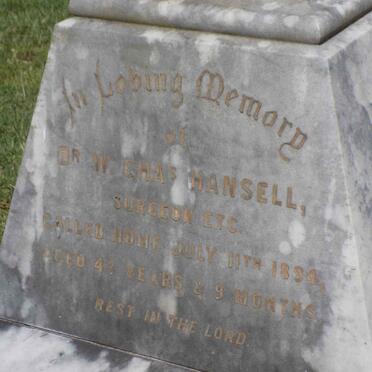 In Loving Memory
of
DR W. CHAS HANSELL,
SURGEON ETC.
CALLED HOME JULY 11TH 1894,
AGED 4 YEARS & 9 MONTHS
REST IN THE LORD